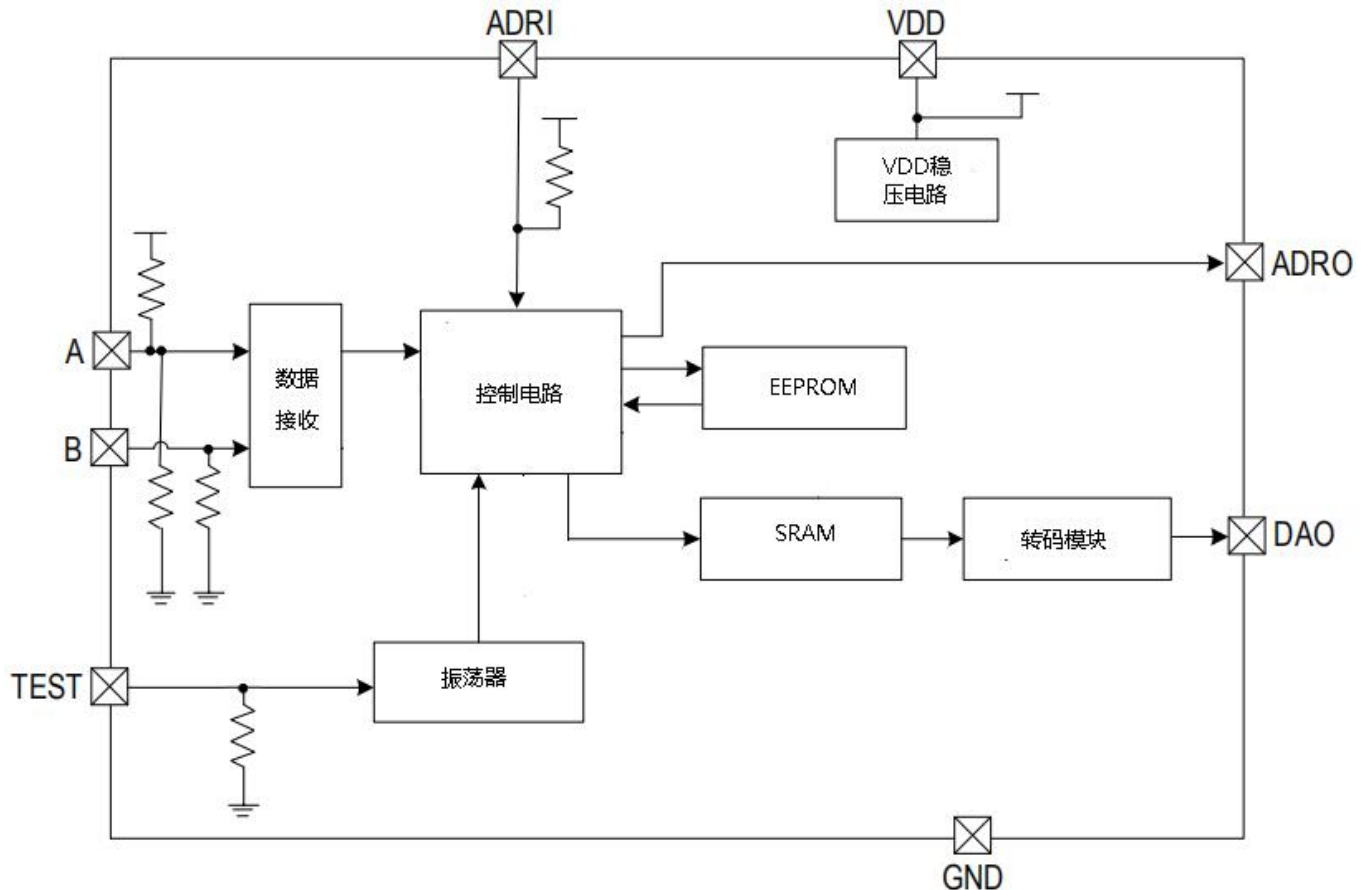 ADRI
VDD
VDD稳
压电路
ADRO
A
数据
接收
控制电路
EEPROM
B
SRAM
转码模块
DAO
TEST
振荡器
GND